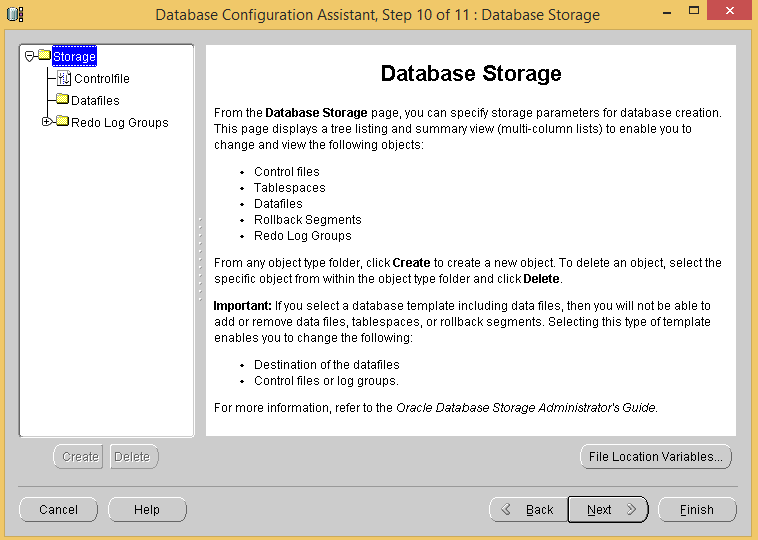 Database Configuration Assistant, Step 10 of 11 : Database Storage
Storage
Controlfile
Datafiles
Redo Log Groups
Database Storage
From the Database Storage page, you can specify storage parameters for database creation.
This page displays a tree listing and summary view (multi-column lists) to enable you to
change and view the following objects:
• Control files
• Tablespaces
• Datafiles
• Rollback Segments
• Redo Log Groups
From any object type folder, click Create to create a new object. To delete an object, select the
specific object from within the object type folder and click Delete.
Important: If you select a database template including data files, then you will not be able to
add or remove data files, tablespaces, or rollback segments. Selecting this type of template
enables you to change the following:
• Destination of the datafiles
• Control files or log groups.
For more information, refer to the Oracle Database Storage Administrator's Guide.
Create Delete
File Location Variables...
Cancel Help Back Next Finish